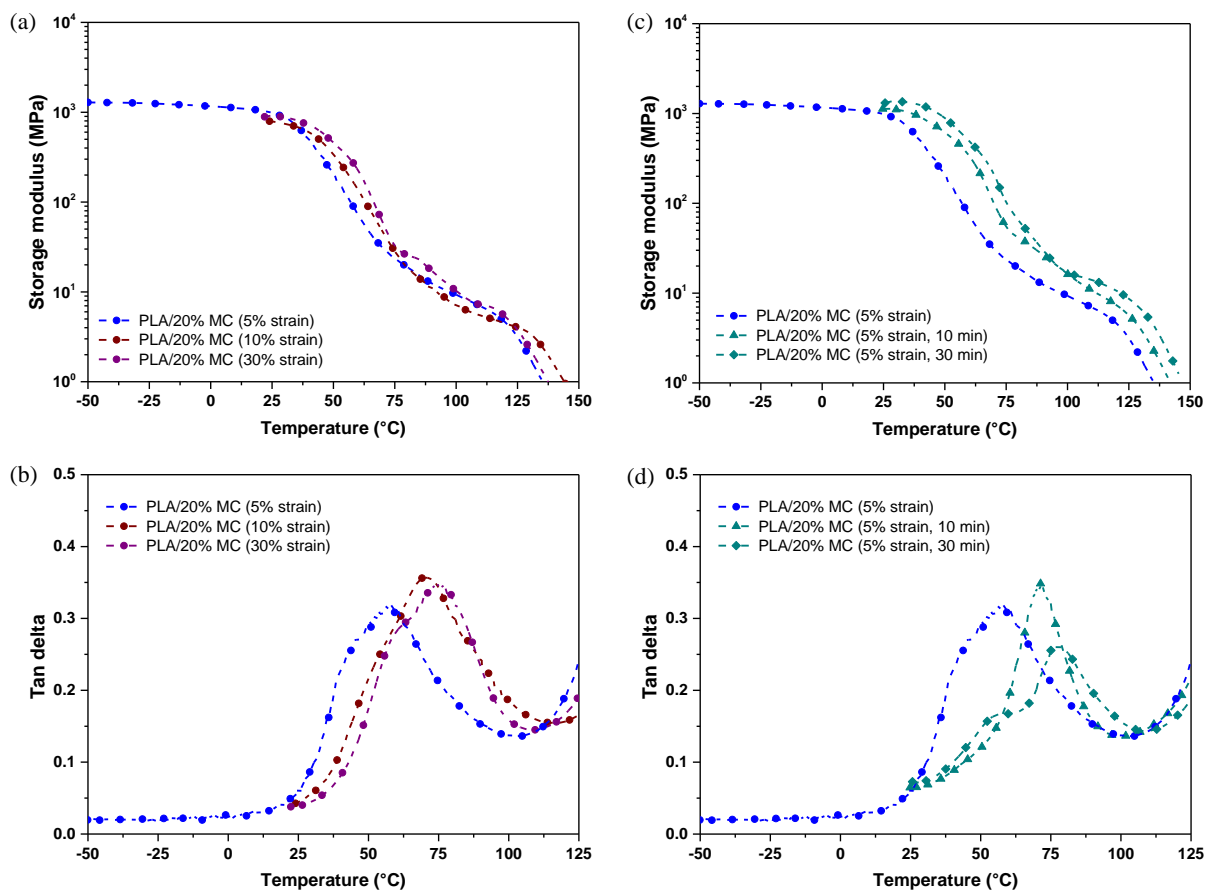 (a)
Storage modulus (MPa)
10⁴
10³
10²
10¹
10⁰
PLA/20% MC (5% strain)
PLA/20% MC (10% strain)
PLA/20% MC (30% strain)
-50 -25 0 25 50 75 100 125 150
Temperature (°C)
(c)
Storage modulus (MPa)
10⁴
10³
10²
10¹
10⁰
PLA/20% MC (5% strain)
PLA/20% MC (5% strain, 10 min)
PLA/20% MC (5% strain, 30 min)
-50 -25 0 25 50 75 100 125 150
Temperature (°C)
(b)
Tan delta
0.5
0.4
0.3
0.2
0.1
0.0
PLA/20% MC (5% strain)
PLA/20% MC (10% strain)
PLA/20% MC (30% strain)
-50 -25 0 25 50 75 100 125
Temperature (°C)
(d)
Tan delta
0.5
0.4
0.3
0.2
0.1
0.0
PLA/20% MC (5% strain)
PLA/20% MC (5% strain, 10 min)
PLA/20% MC (5% strain, 30 min)
-50 -25 0 25 50 75 100 125
Temperature (°C)